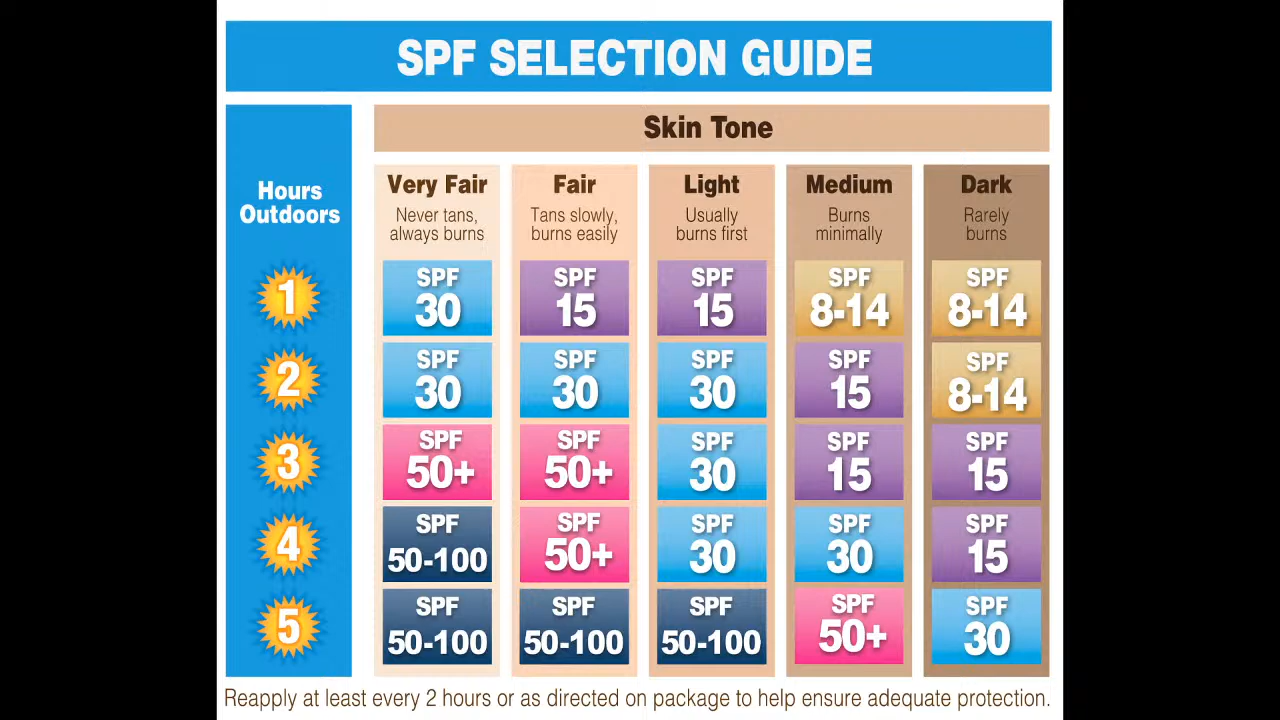 SPF SELECTION GUIDE
Skin Tone
Hours
Outdoors
Very Fair
Never tans,
always burns
Fair
Tans slowly,
burns easily
Light
Usually
burns first
Medium
Burns
minimally
Dark
Rarely
burns
1
SPF
30
SPF
15
SPF
15
SPF
8-14
SPF
8-14
2
SPF
30
SPF
30
SPF
30
SPF
15
SPF
8-14
3
SPF
50+
SPF
50+
SPF
30
SPF
15
SPF
15
4
SPF
50-100
SPF
50+
SPF
30
SPF
30
SPF
15
5
SPF
50-100
SPF
50-100
SPF
50-100
SPF
50+
SPF
30
Reapply at least every 2 hours or as directed on package to help ensure adequate protection.